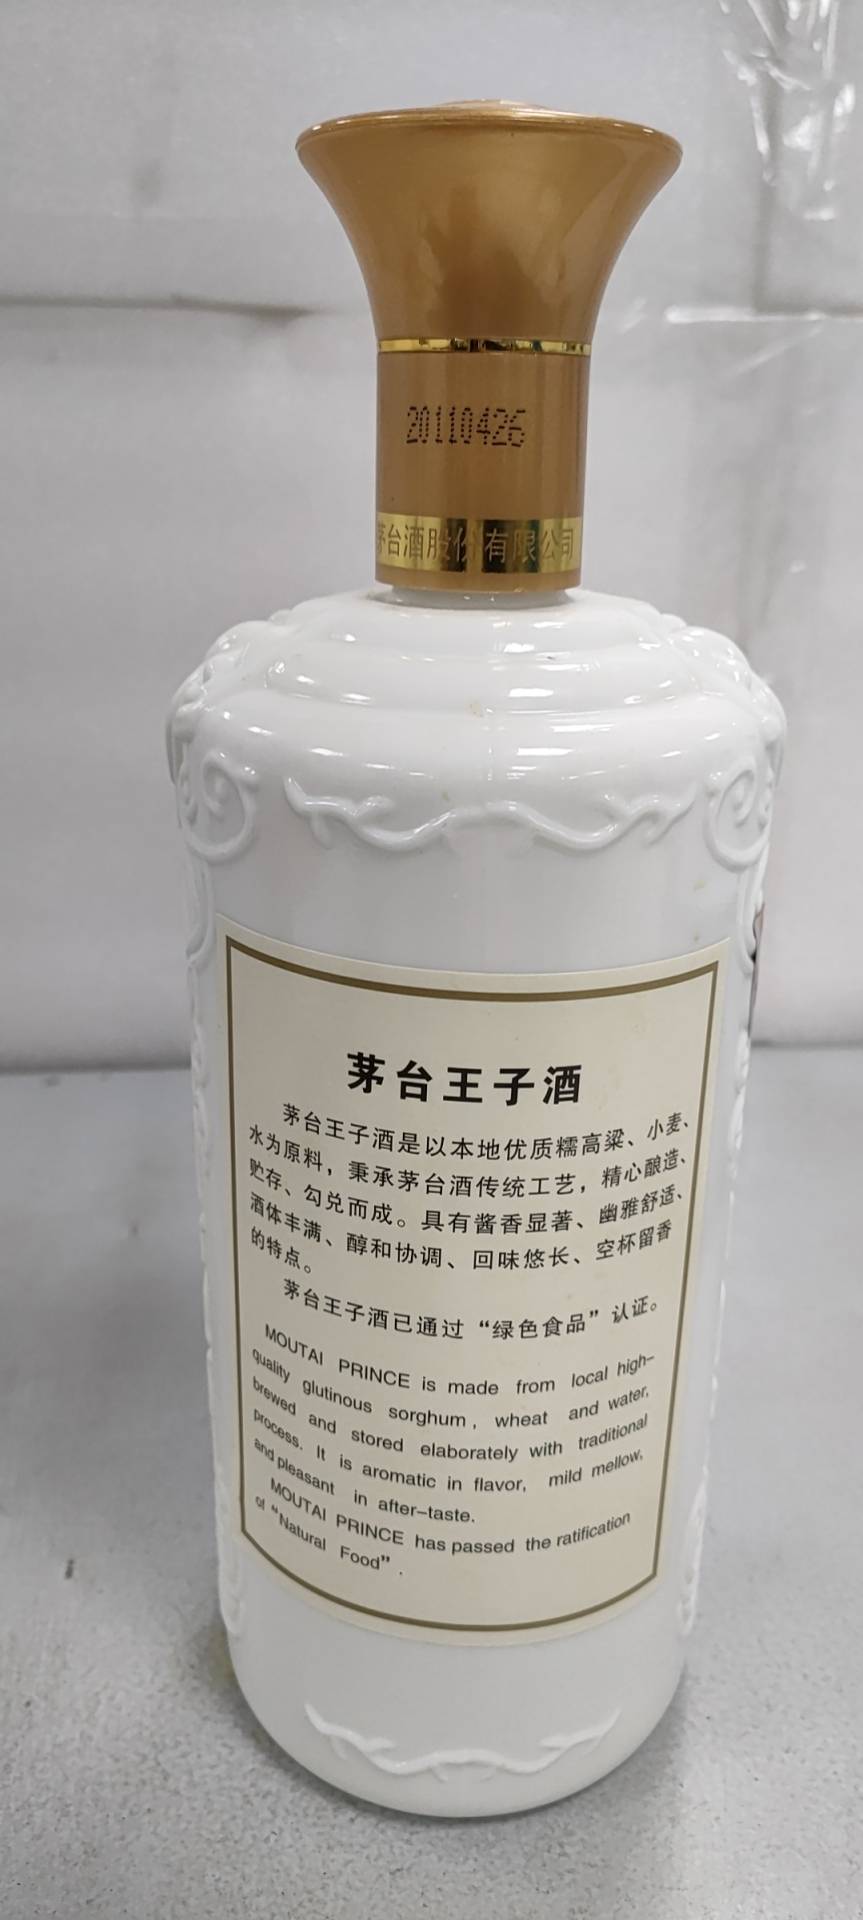 20110426
茅台酒股份有限公司
茅台王子酒
茅台王子酒是以本地优质糯高粱、小麦、
水为原料，秉承茅台酒传统工艺，精心酿造、
贮存、勾兑而成。具有酱香显著、幽雅舒适、
酒体丰满、醇和协调、回味悠长、空杯留香
的特点。
茅台王子酒已通过“绿色食品”认证。
MOUTAI PRINCE is made from local high-
quality glutinous sorghum, wheat and water,
brewed and stored elaborately with traditional
process. It is aromatic in flavor, mild mellow,
and pleasant in after-taste.
MOUTAI PRINCE has passed the ratification
of "Natural Food".